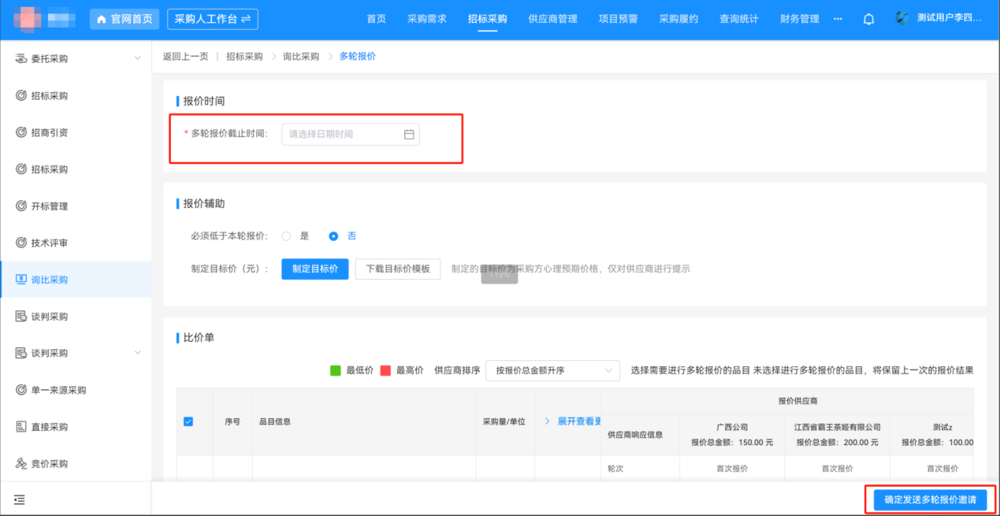 官网首页 采购人工作台 首页 采购需求 招标采购 供应商管理 项目预警 采购履约 查询统计 财务管理 ··· 测试用户李四...
委托采购
招标采购
招商引资
招标采购
开标管理
技术评审
询比采购
谈判采购
谈判采购
单一来源采购
直接采购
竞价采购
返回上一页 | 招标采购 > 询比采购 > 多轮报价
报价时间
* 多轮报价截止时间: 请选择日期时间
报价辅助
必须低于本轮报价: 是 否
制定目标价（元）: 制定目标价 下载目标价模板 制定的目标价为采购方心理预期价格，仅对供应商进行提示
115%
比价单
最低价 最高价 供应商排序 按报价总金额升序 选择需要进行多轮报价的品目 未选择进行多轮报价的品目，将保留上一次的报价结果
报价供应商
序号 品目信息 采购量/单位 > 展开查看更
供应商响应信息
广西公司 江西省霸王茶姬有限公司 测试z
报价总金额: 150.00 元 报价总金额: 200.00 元 报价总金额: 100.00
轮次 首次报价 首次报价 首次报价
确定发送多轮报价邀请